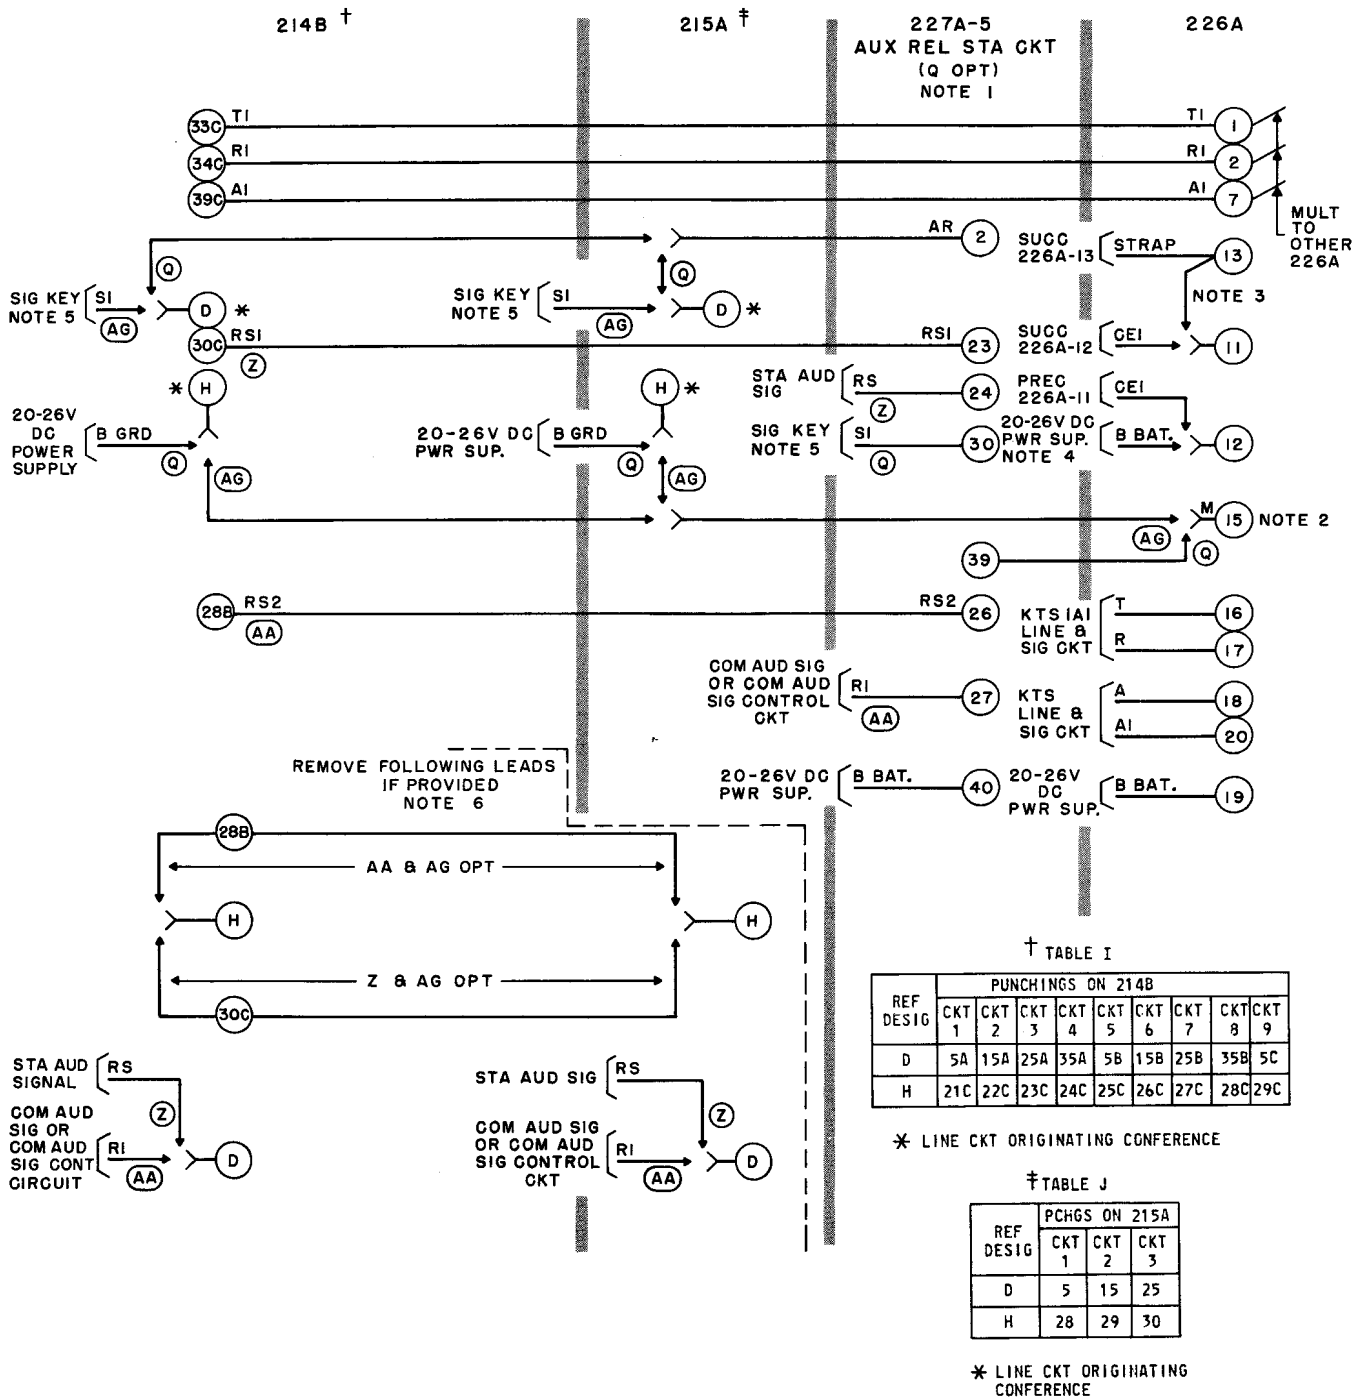 214B †
215A ‡
227A-5
AUX REL STA CKT
(Q OPT)
NOTE 1
226A
33C T1
T1 1
34C R1
R1 2
39C A1
A1 7
MULT
TO
OTHER
226A
AR 2
SUCC
226A-13
STRAP
13
NOTE 3
Q
Q
SIG KEY
NOTE 5
S1
AG
D *
SIG KEY
NOTE 5
S1
AG
D *
30C RS1
Z
RS1 23
SUCC
226A-12
CE1
11
* H
H *
STA AUD
SIG
RS
Z
24
PREC
226A-11
CE1
20-26V
DC
POWER
SUPPLY
B GRD
Q
AG
20-26V DC
PWR SUP.
B GRD
Q
AG
SIG KEY
NOTE 5
S1
Q
30
20-26V DC
PWR SUP.
NOTE 4
B BAT.
12
M
AG
15 NOTE 2
39
Q
28B RS2
AA
RS2 26
KTS 1A1
LINE &
SIG CKT
T
16
R
17
COM AUD SIG
OR COM AUD
SIG CONTROL
CKT
R1
AA
27
KTS
LINE &
SIG CKT
A
18
A1
20
REMOVE FOLLOWING LEADS
IF PROVIDED
NOTE 6
20-26V DC
PWR SUP.
B BAT.
40
20-26V
DC
PWR SUP.
B BAT.
19
28B
AA & AG OPT
H
H
Z & AG OPT
30C
STA AUD
SIGNAL
RS
Z
COM AUD
SIG OR
COM AUD
SIG CONT
CIRCUIT
R1
AA
D
STA AUD SIG
RS
Z
COM AUD SIG
OR COM AUD
SIG CONTROL
CKT
R1
AA
D
† TABLE I
REF
DESIG
PUNCHINGS ON 214B
CKT 1 CKT 2 CKT 3 CKT 4 CKT 5 CKT 6 CKT 7 CKT 8 CKT 9
D 5A 15A 25A 35A 5B 15B 25B 35B 5C
H 21C 22C 23C 24C 25C 26C 27C 28C 29C
* LINE CKT ORIGINATING CONFERENCE
‡ TABLE J
REF
DESIG
PCHGS ON 215A
CKT 1 CKT 2 CKT 3
D 5 15 25
H 28 29 30
* LINE CKT ORIGINATING
CONFERENCE